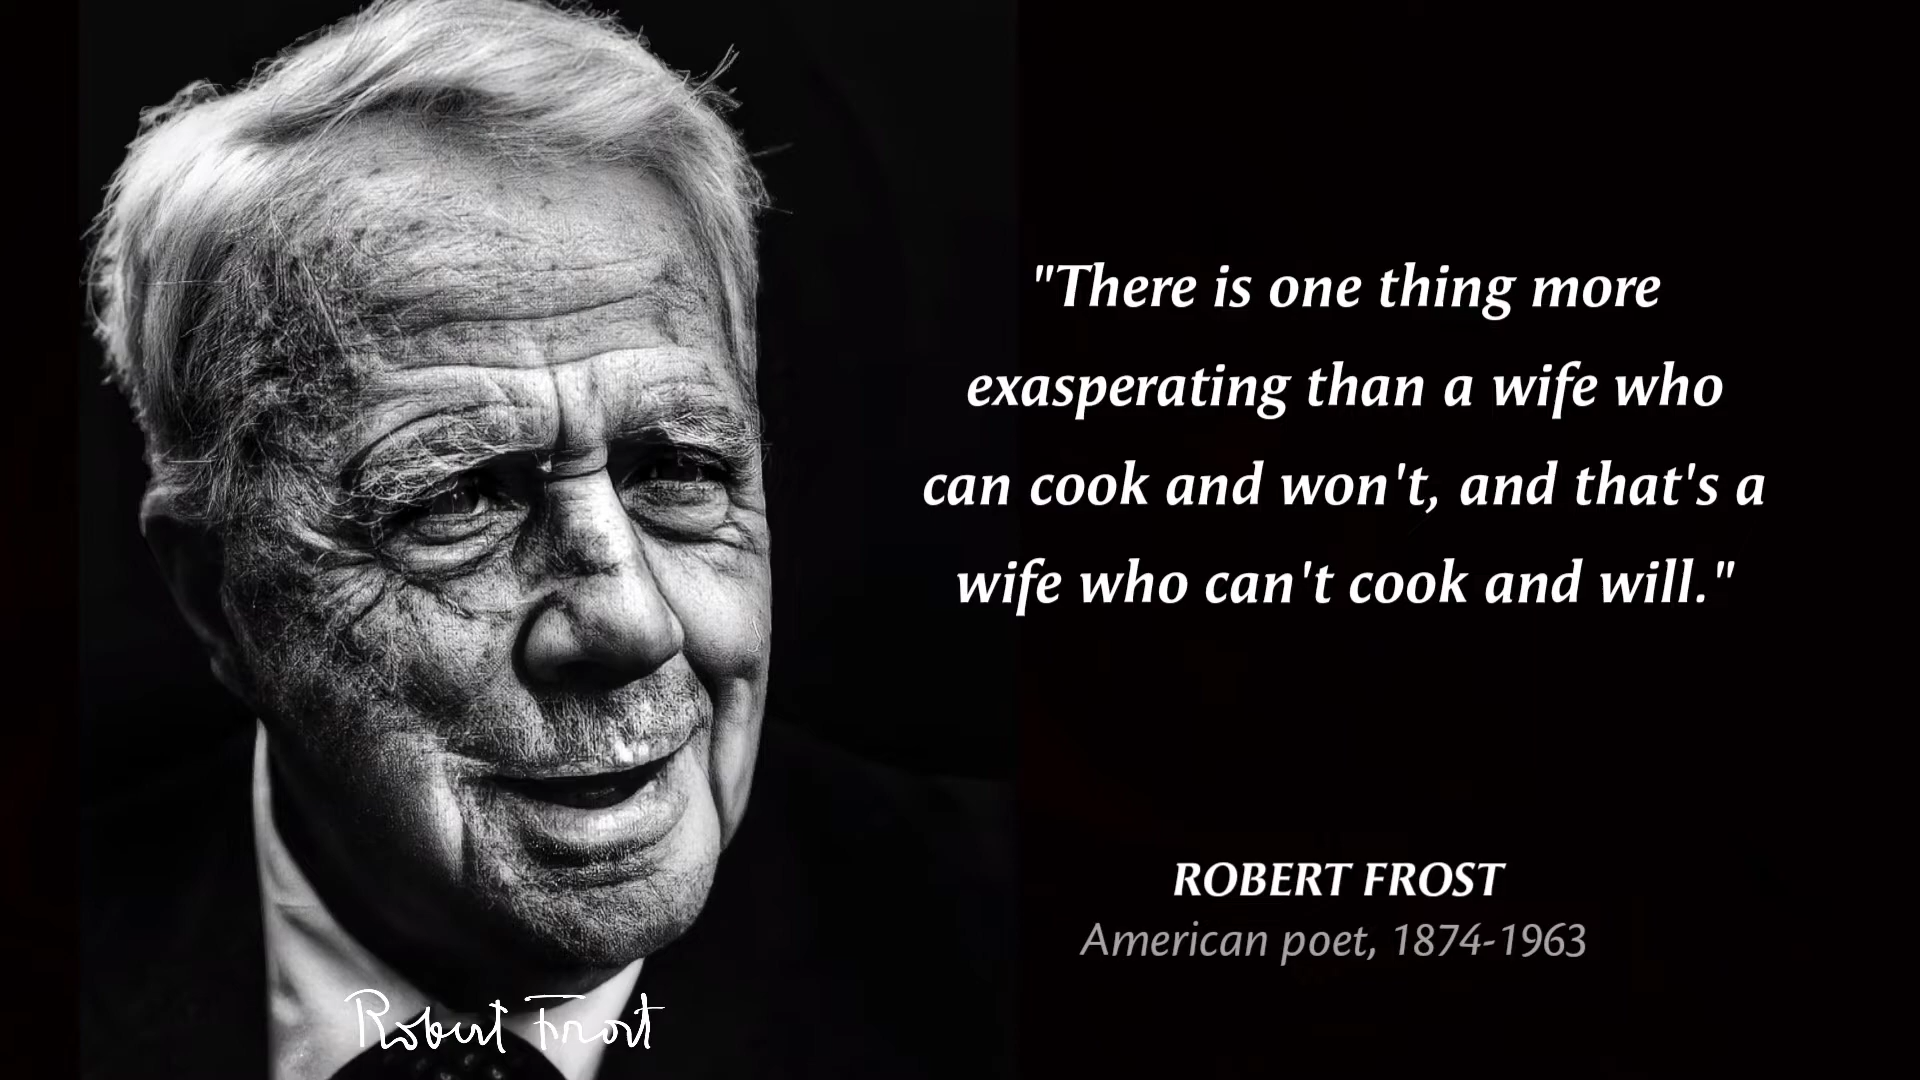 "There is one thing more
exasperating than a wife who
can cook and won't, and that's a
wife who can't cook and will."
ROBERT FROST
American poet, 1874-1963
Robert Frost